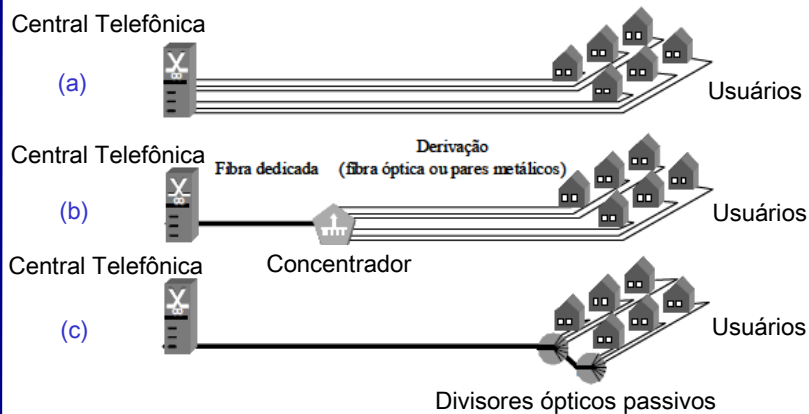 Central Telefônica
(a)
Usuários
Central Telefônica
Fibra dedicada
Derivação
(fibra óptica ou pares metálicos)
(b)
Usuários
Concentrador
Central Telefônica
(c)
Usuários
Divisores ópticos passivos